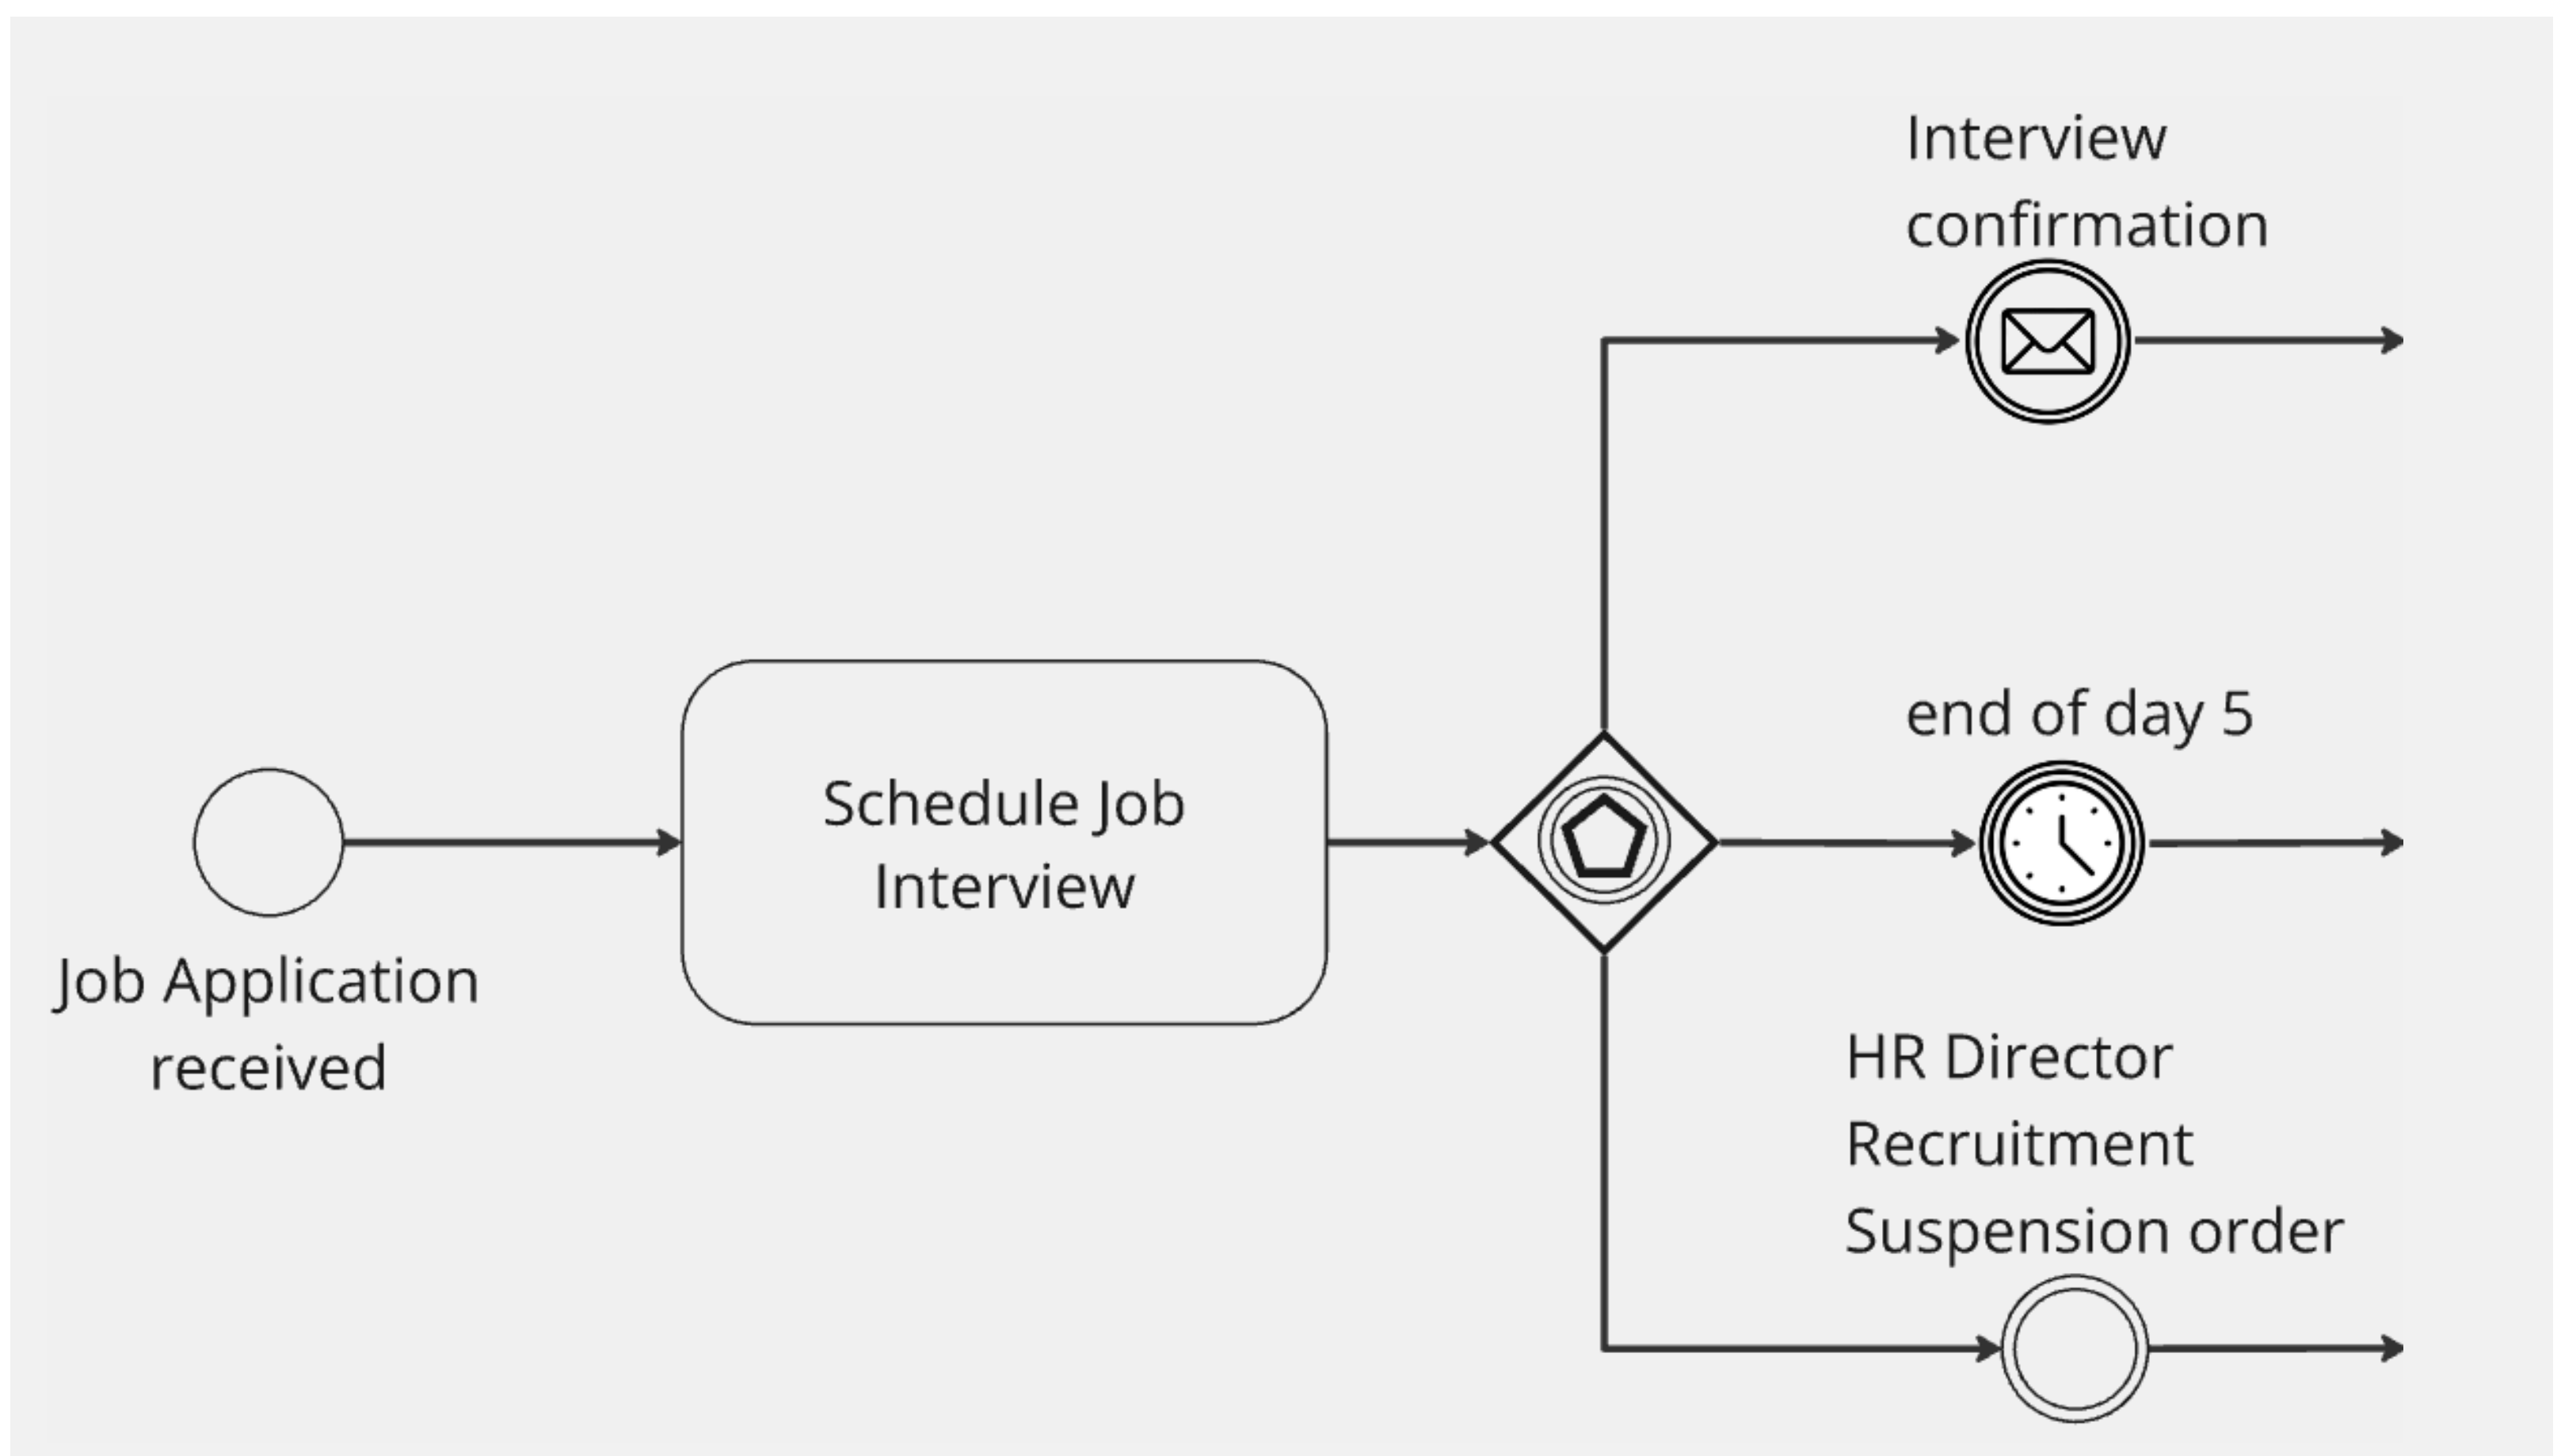 Interview
confirmation
end of day 5
Schedule Job
Interview
Job Application
received
HR Director
Recruitment
Suspension order